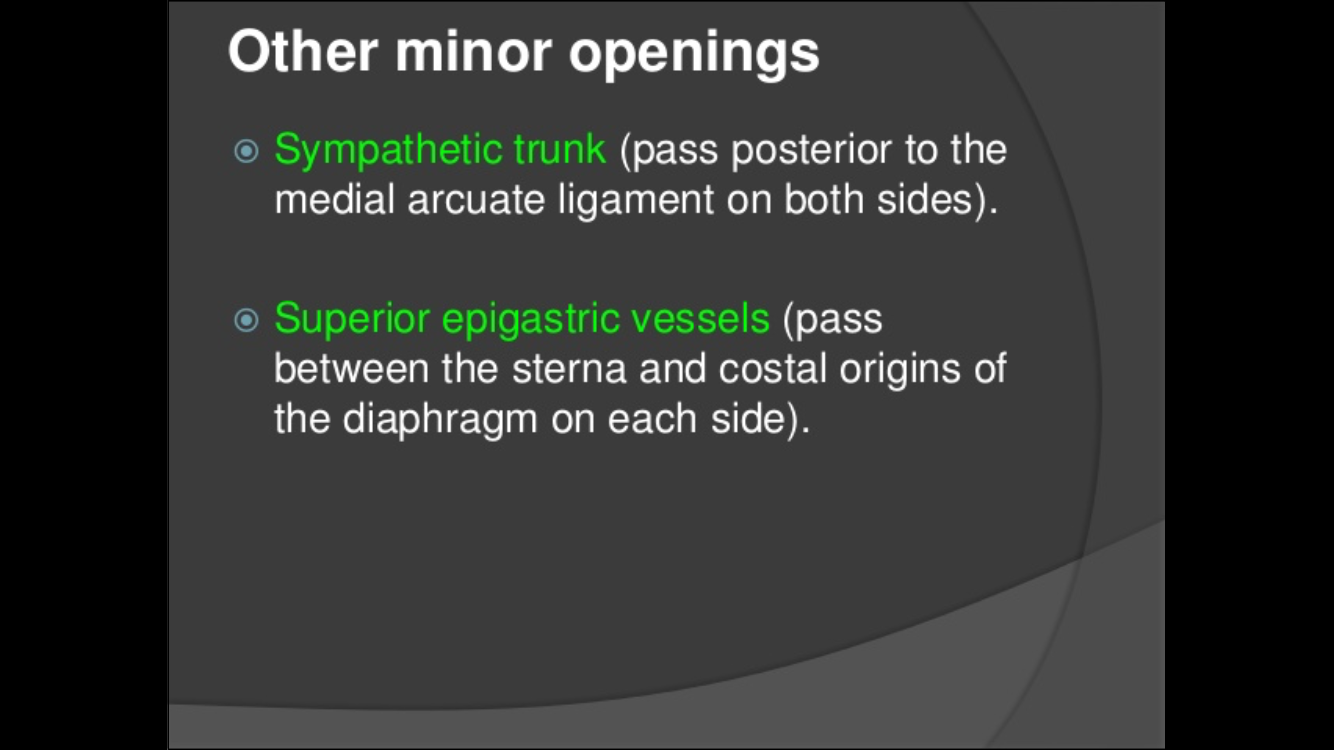 Other minor openings
Sympathetic trunk (pass posterior to the
medial arcuate ligament on both sides).
Superior epigastric vessels (pass
between the sterna and costal origins of
the diaphragm on each side).